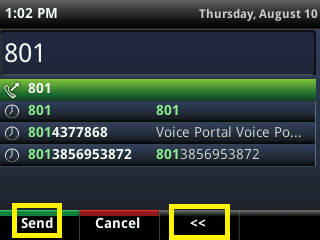 1:02 PM Thursday, August 10
801
801
801 801
8014377868 Voice Portal Voice Po...
8013856953872 8013856953872
Send Cancel <<